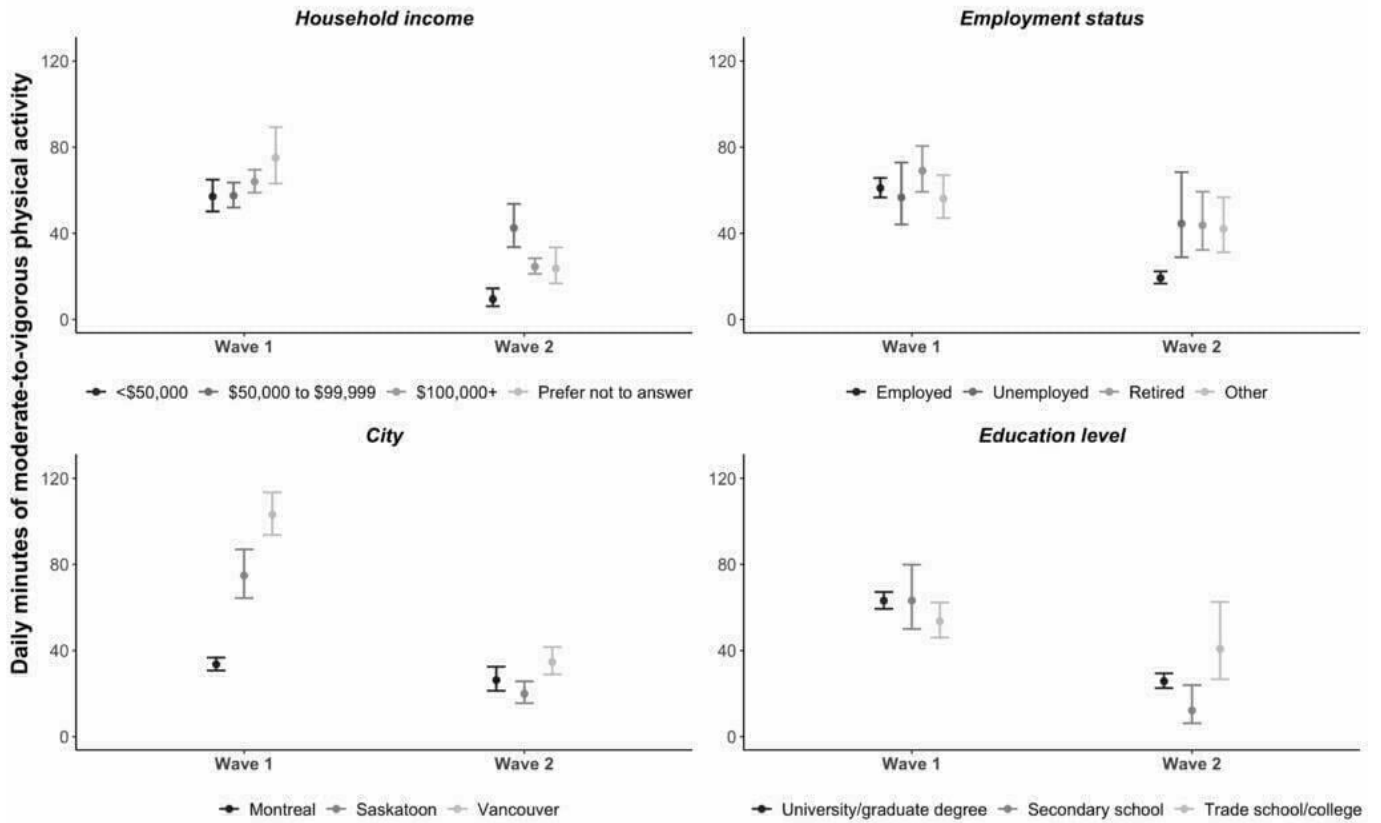 Household income
Employment status
Daily minutes of moderate-to-vigorous physical activity
120
80
40
0
Wave 1
Wave 2
<$50,000
$50,000 to $99,999
$100,000+
Prefer not to answer
120
80
40
0
Wave 1
Wave 2
Employed
Unemployed
Retired
Other
City
Education level
120
80
40
0
Wave 1
Wave 2
Montreal
Saskatoon
Vancouver
120
80
40
0
Wave 1
Wave 2
University/graduate degree
Secondary school
Trade school/college